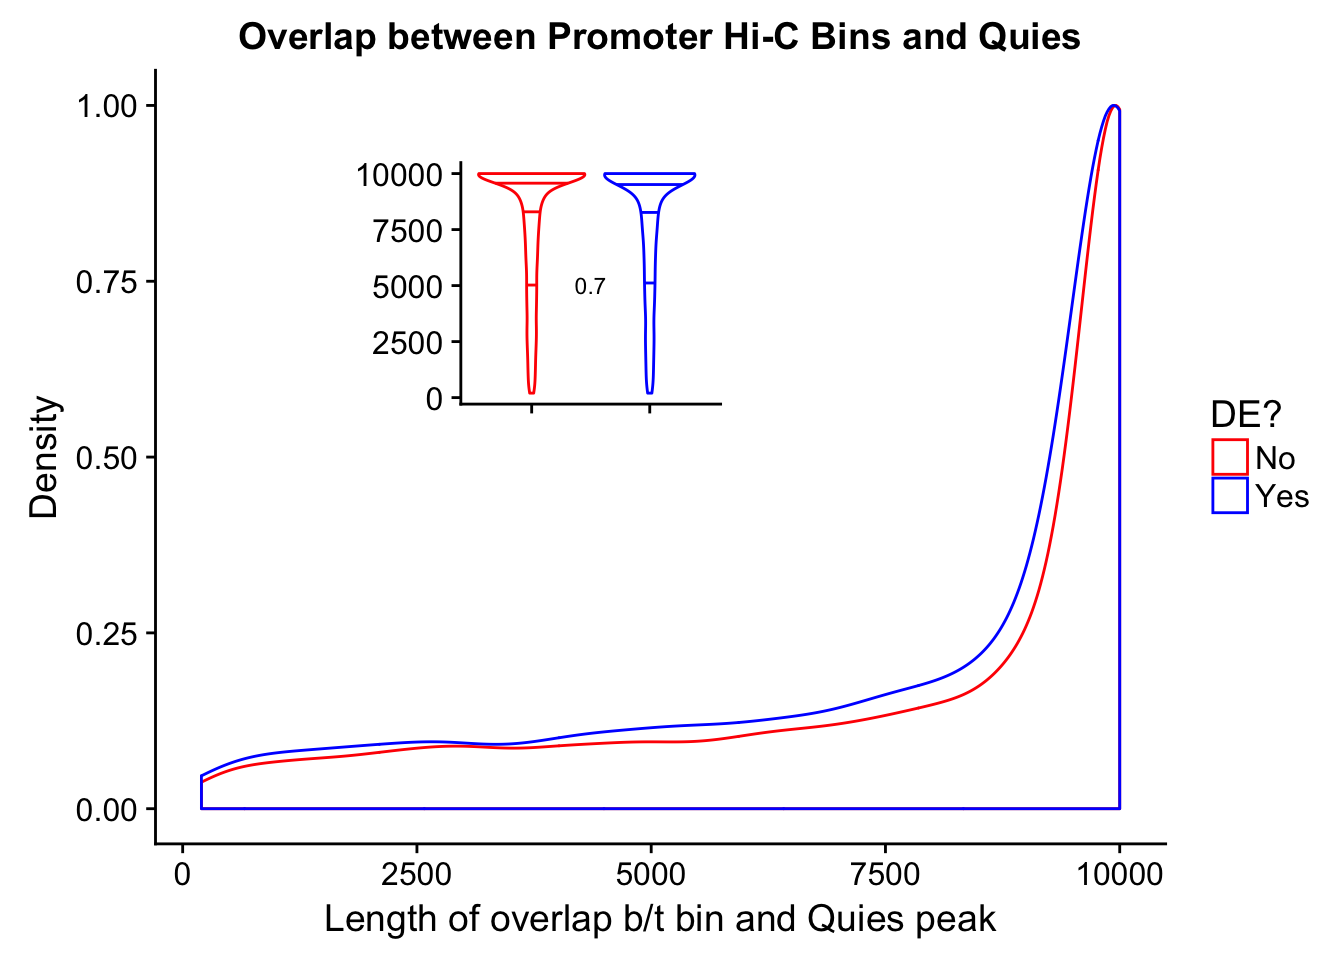 Overlap between Promoter Hi-C Bins and Quies
Density
1.00
0.75
0.50
0.25
0.00
10000
7500
5000
2500
0
0.7
DE?
No
Yes
0 2500 5000 7500 10000
Length of overlap b/t bin and Quies peak